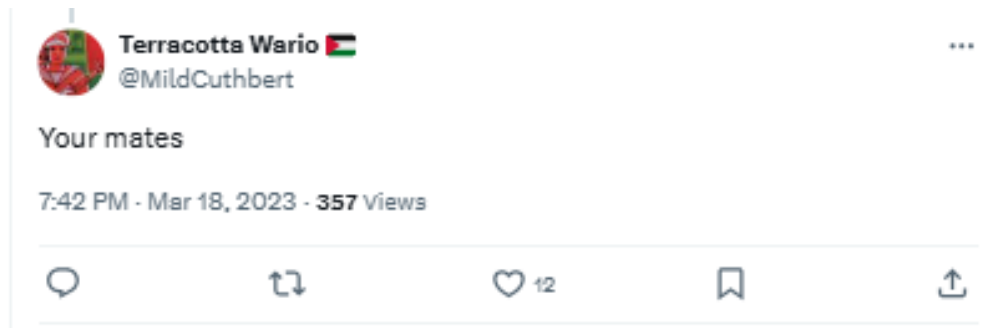 Terracotta Wario 🇵🇸
@MildCuthbert
Your mates
7:42 PM · Mar 18, 2023 · 357 Views
12